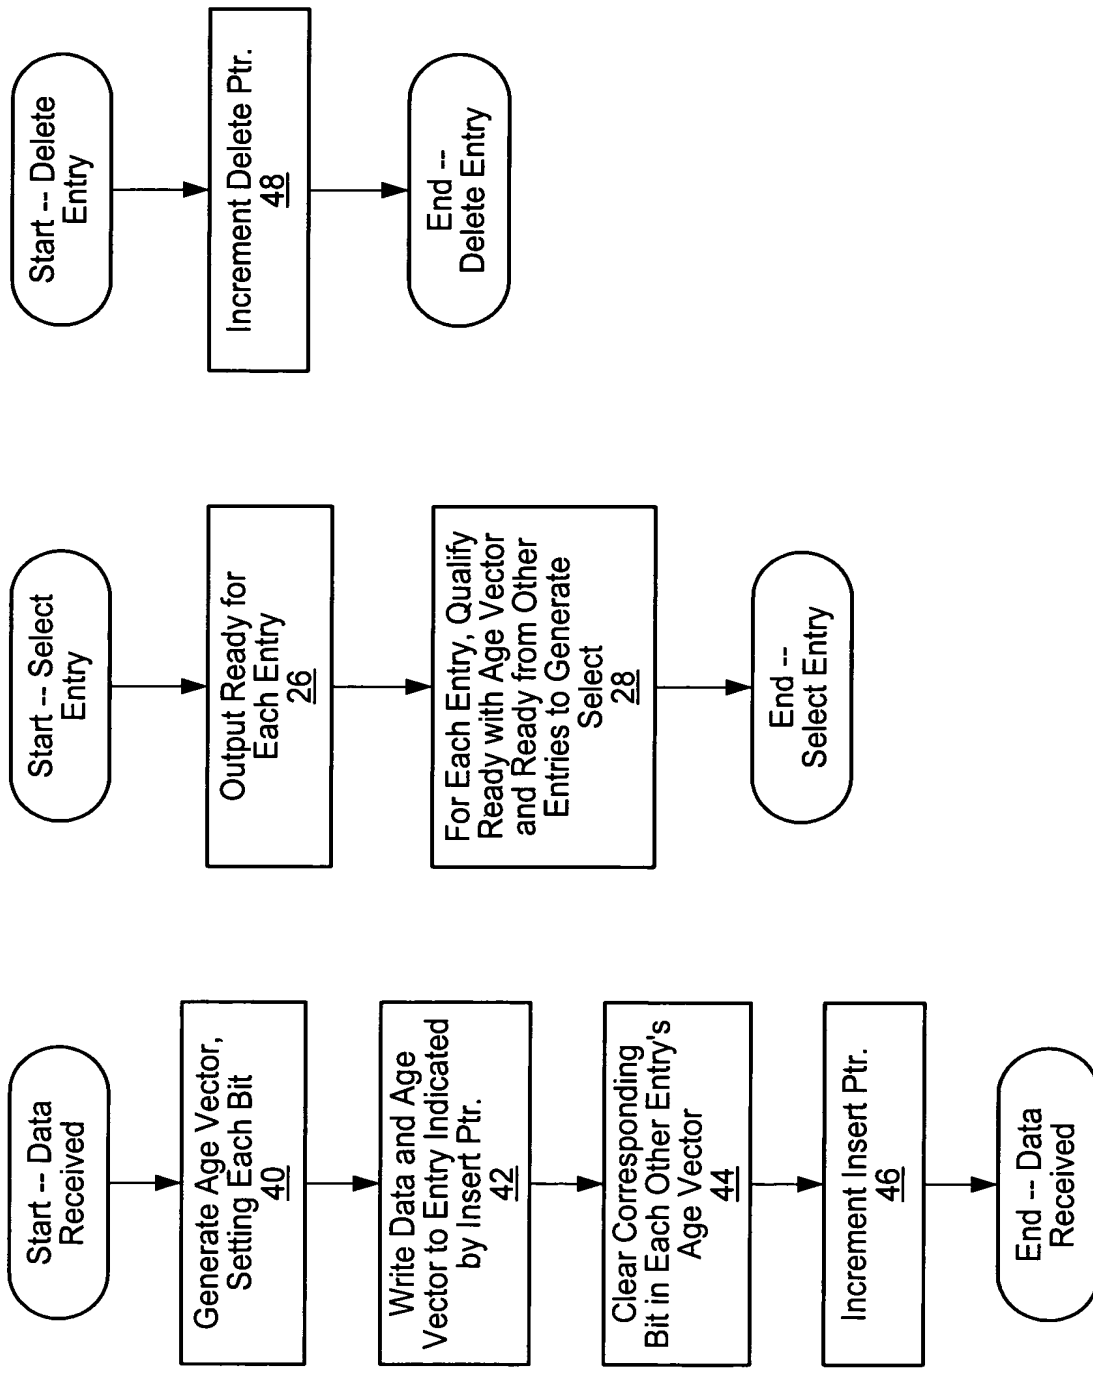 Start -- Data
Received
Generate Age Vector,
Setting Each Bit
40
Write Data and Age
Vector to Entry Indicated
by Insert Ptr.
42
Clear Corresponding
Bit in Each Other Entry's
Age Vector
44
Increment Insert Ptr.
46
End -- Data
Received
Start -- Select
Entry
Output Ready for
Each Entry
26
For Each Entry, Qualify
Ready with Age Vector
and Ready from Other
Entries to Generate
Select
28
End --
Select Entry
Start -- Delete
Entry
Increment Delete Ptr.
48
End --
Delete Entry